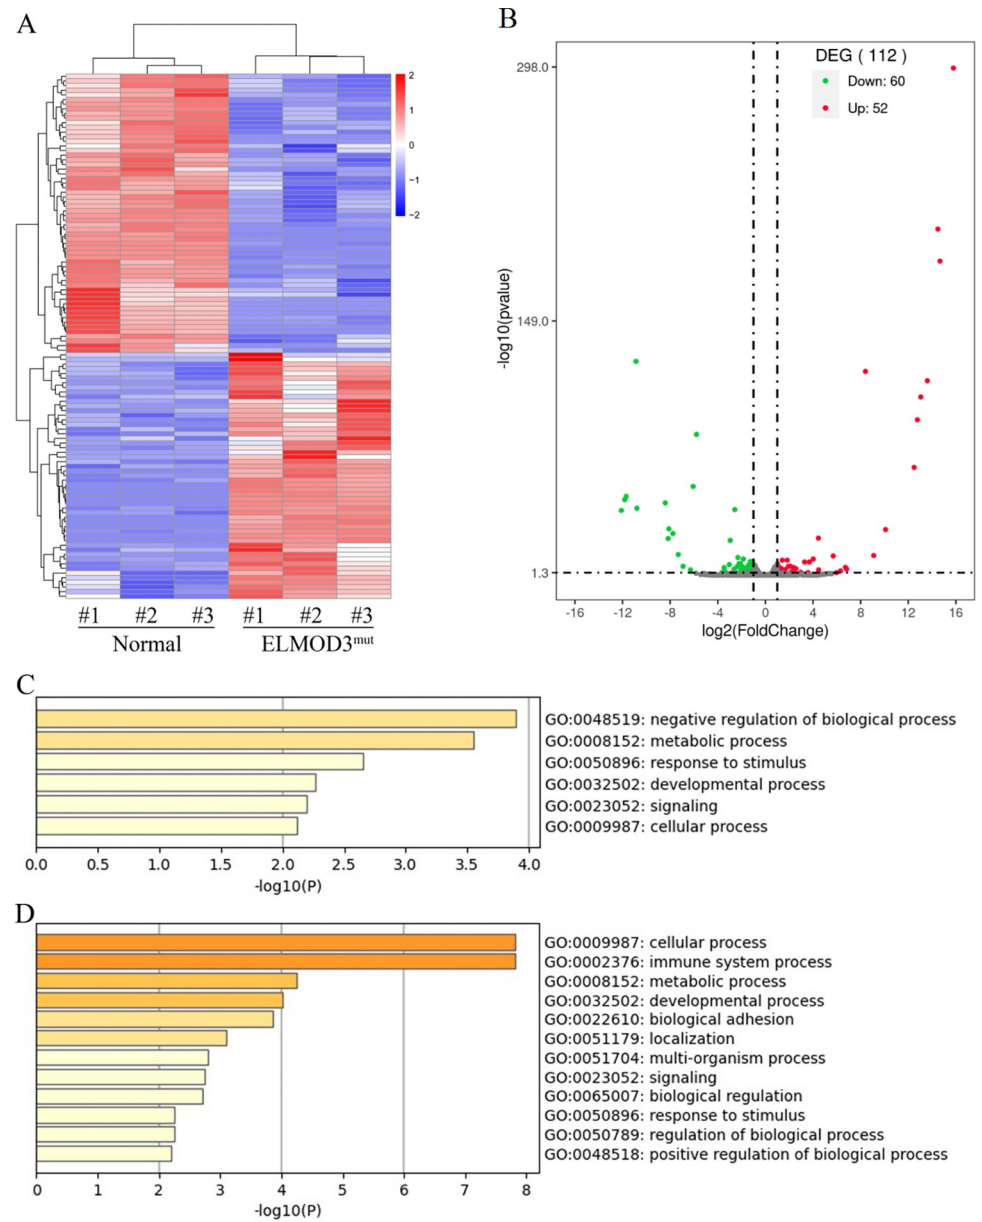 A
2
1
0
−1
−2
#1 #2 #3 #1 #2 #3
Normal ELMOD3mut
B
DEG ( 112 )
Down: 60
Up: 52
298.0
149.0
1.3
-log10(pvalue)
-16 -12 -8 -4 0 4 8 12 16
log2(FoldChange)
C
GO:0048519: negative regulation of biological process
GO:0008152: metabolic process
GO:0050896: response to stimulus
GO:0032502: developmental process
GO:0023052: signaling
GO:0009987: cellular process
0.0 0.5 1.0 1.5 2.0 2.5 3.0 3.5 4.0
-log10(P)
D
GO:0009987: cellular process
GO:0002376: immune system process
GO:0008152: metabolic process
GO:0032502: developmental process
GO:0022610: biological adhesion
GO:0051179: localization
GO:0051704: multi-organism process
GO:0023052: signaling
GO:0065007: biological regulation
GO:0050896: response to stimulus
GO:0050789: regulation of biological process
GO:0048518: positive regulation of biological process
0 1 2 3 4 5 6 7 8
-log10(P)